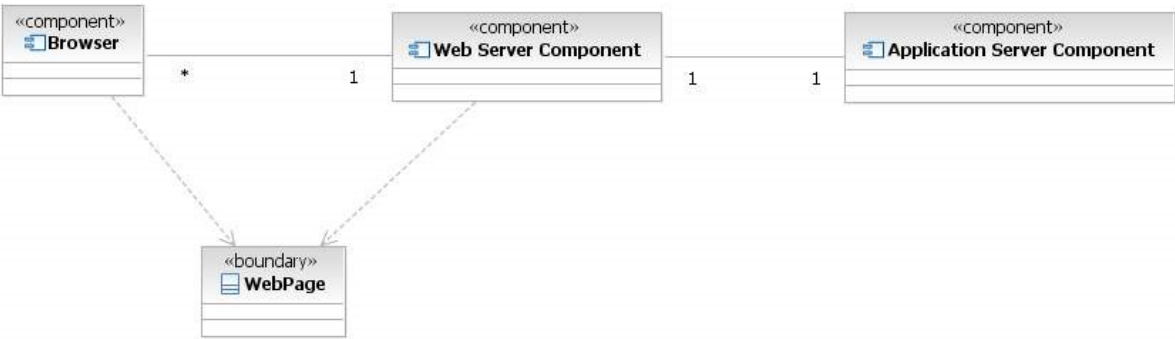 «component»
Browser
«component»
Web Server Component
«component»
Application Server Component
*
1
1
1
«boundary»
WebPage